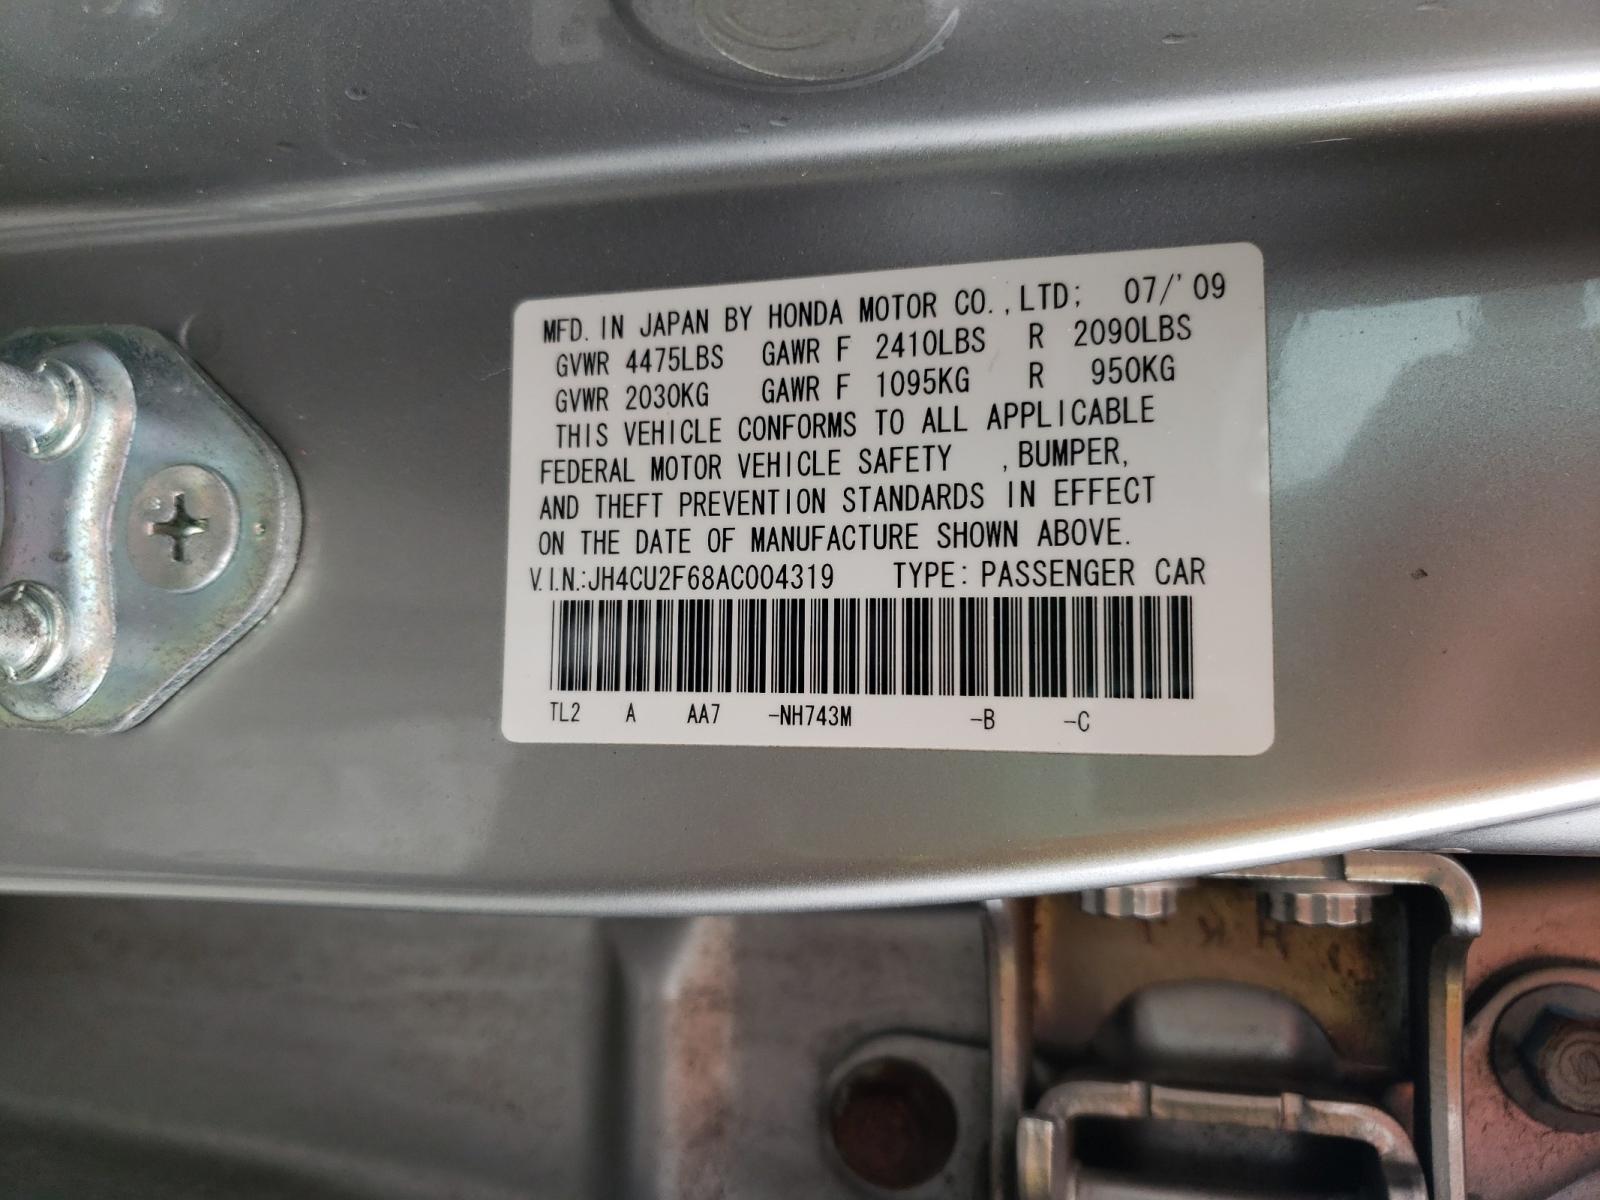 MFD. IN JAPAN BY HONDA MOTOR CO., LTD; 07/'09
GVWR 4475LBS GAWR F 2410LBS R 2090LBS
GVWR 2030KG GAWR F 1095KG R 950KG
THIS VEHICLE CONFORMS TO ALL APPLICABLE
FEDERAL MOTOR VEHICLE SAFETY , BUMPER,
AND THEFT PREVENTION STANDARDS IN EFFECT
ON THE DATE OF MANUFACTURE SHOWN ABOVE.
V.I.N.:JH4CU2F68AC004319 TYPE: PASSENGER CAR
TL2 A AA7 -NH743M -B -C